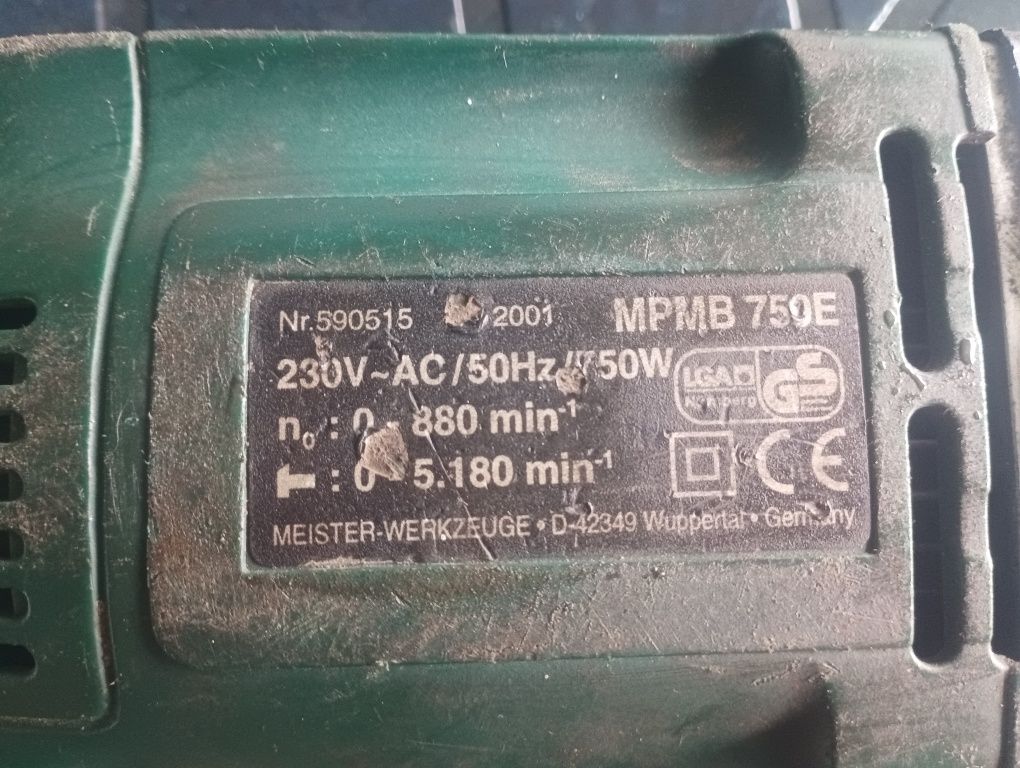 Nr.590515 2001 MPMB 750E
230V~AC/50Hz/750W
LGA GS
n₀ : 0 - 880 min-1
T : 0 - 5.180 min-1
CE
MEISTER-WERKZEUGE • D-42349 Wuppertal • Germany